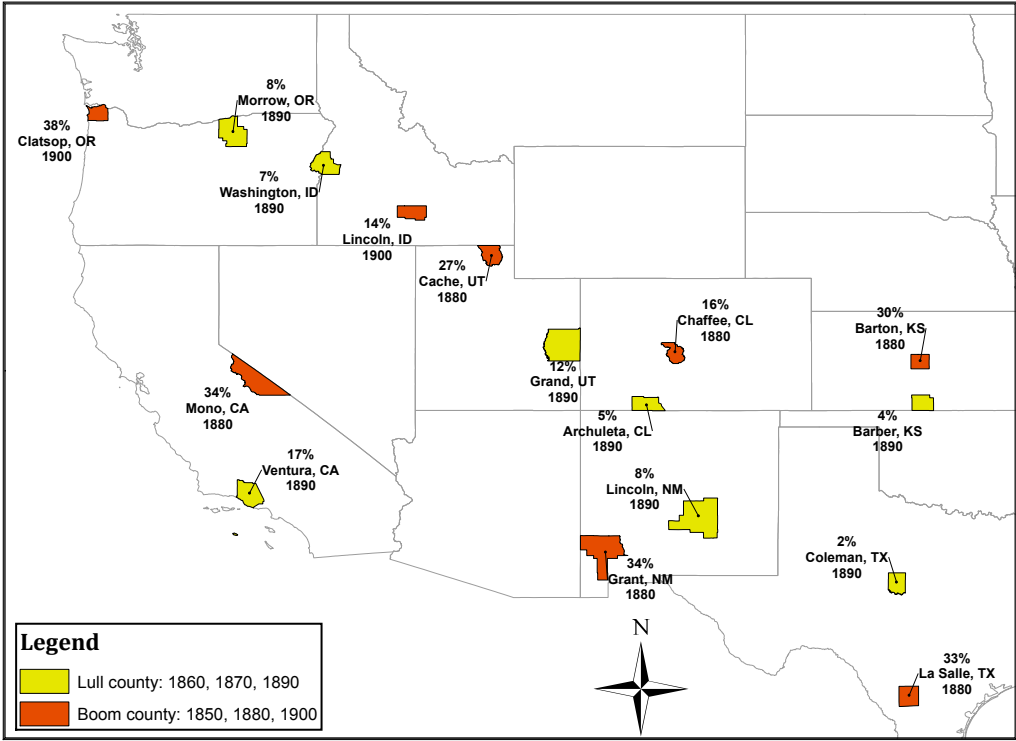 8%
Morrow, OR
1890
38%
Clatsop, OR
1900
7%
Washington, ID
1890
14%
Lincoln, ID
1900
27%
Cache, UT
1880
16%
Chaffee, CL
1880
30%
Barton, KS
1880
12%
Grand, UT
1890
34%
Mono, CA
1880
5%
Archuleta, CL
1890
4%
Barber, KS
1890
17%
Ventura, CA
1890
8%
Lincoln, NM
1890
34%
Grant, NM
1880
2%
Coleman, TX
1890
33%
La Salle, TX
1880
N
Legend
Lull county: 1860, 1870, 1890
Boom county: 1850, 1880, 1900